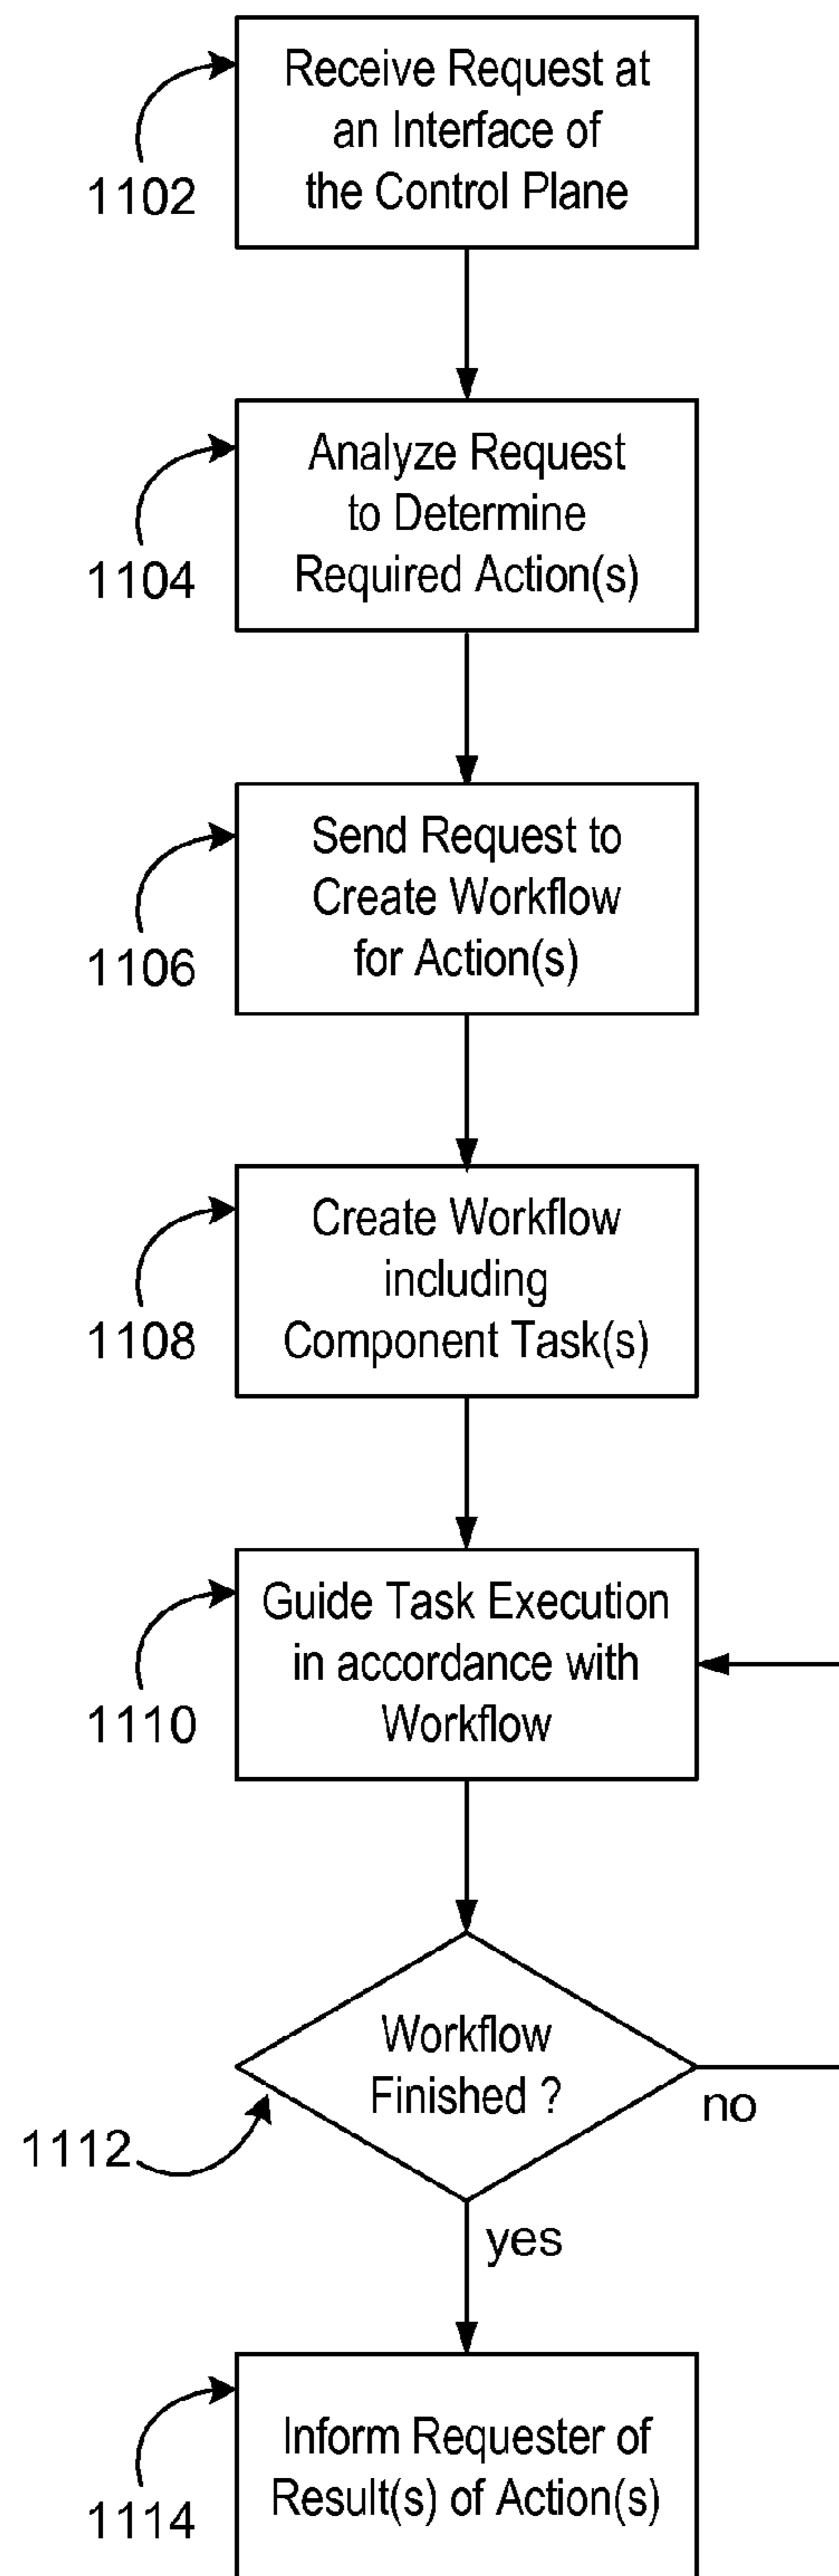 Receive Request at
an Interface of
the Control Plane
1102
Analyze Request
to Determine
Required Action(s)
1104
Send Request to
Create Workflow
for Action(s)
1106
Create Workflow
including
Component Task(s)
1108
Guide Task Execution
in accordance with
Workflow
1110
Workflow
Finished ?
no
1112
yes
Inform Requester of
Result(s) of Action(s)
1114